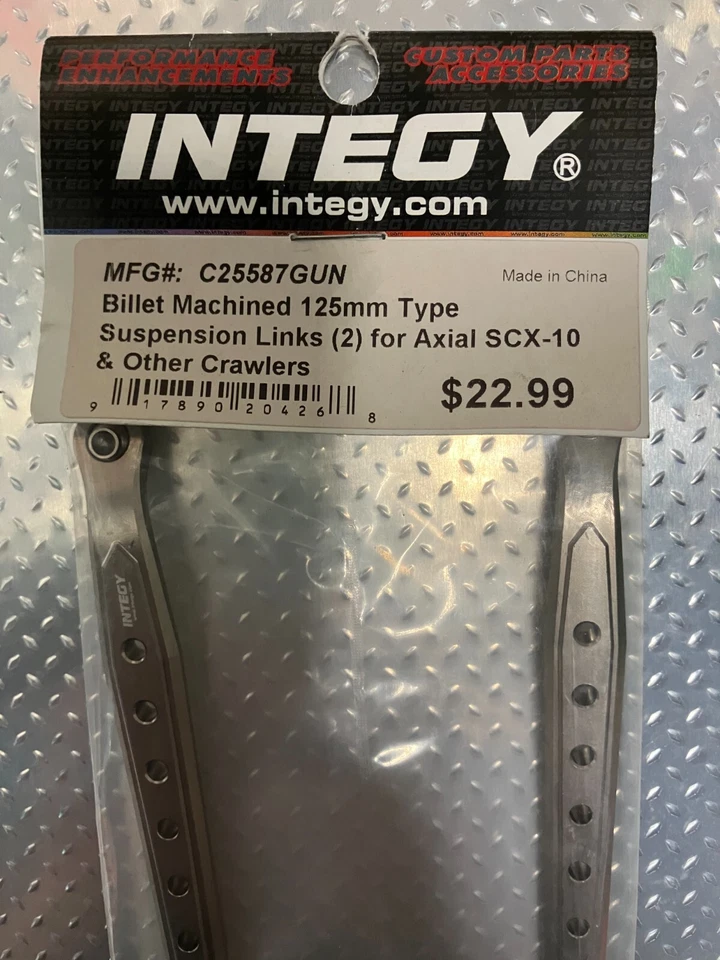 PERFORMANCE CUSTOM PARTS
ENHANCEMENTS ACCESSORIES
INTEGY®
www.integy.com
MFG#: C25587GUN Made in China
Billet Machined 125mm Type
Suspension Links (2) for Axial SCX-10
& Other Crawlers
$22.99
9 17890 20426 8
INTEGY